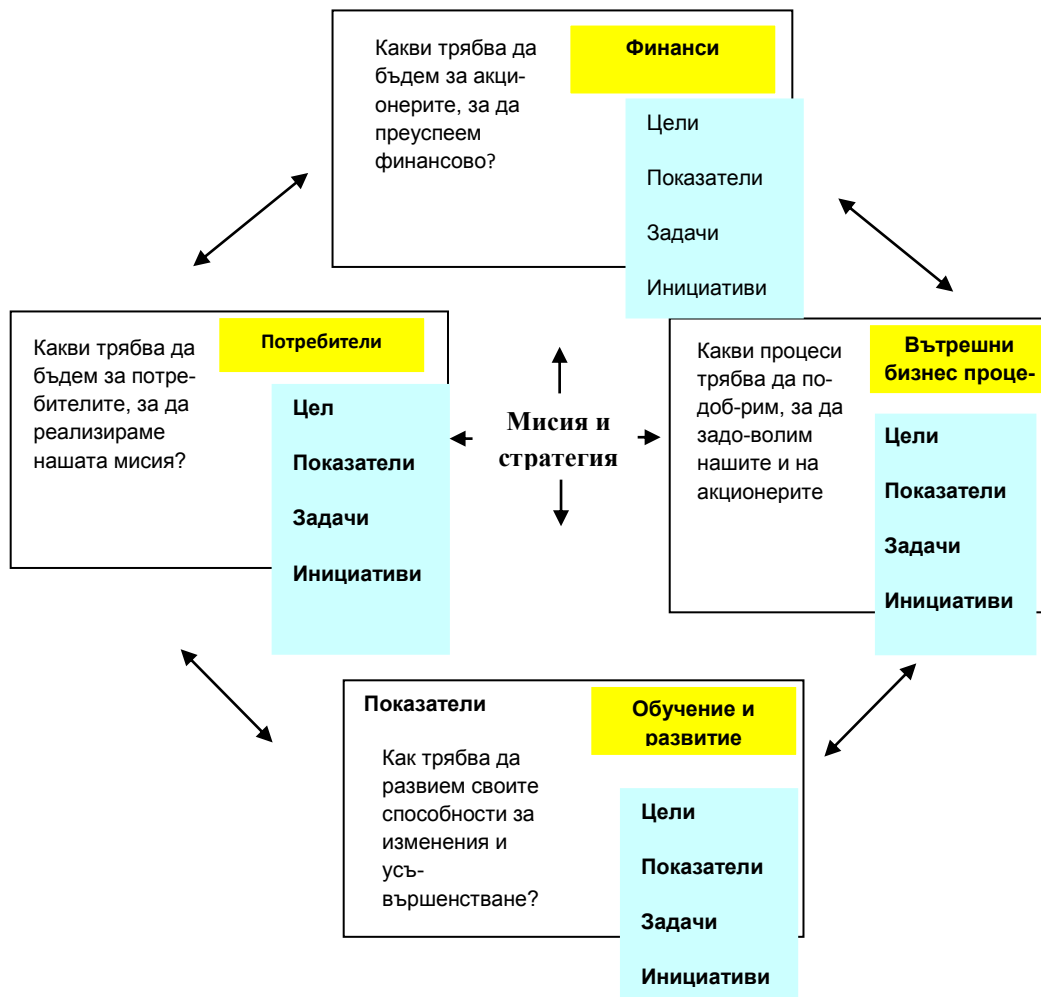 Какви трябва да
бъдем за акци-
онерите, за да
преуспеем
финансово?
Финанси
Цели
Показатели
Задачи
Инициативи
Какви трябва да
бъдем за потре-
бителите, за да
реализираме
нашата мисия?
Потребители
Цел
Показатели
Задачи
Инициативи
Мисия и
стратегия
Какви процеси
трябва да по-
доб-рим, за да
задо-волим
нашите и на
акционерите
Вътрешни
бизнес проце-
Цели
Показатели
Задачи
Инициативи
Показатели
Как трябва да
развием своите
способности за
изменения и
усъ-
вършенстване?
Обучение и
развитие
Цели
Показатели
Задачи
Инициативи